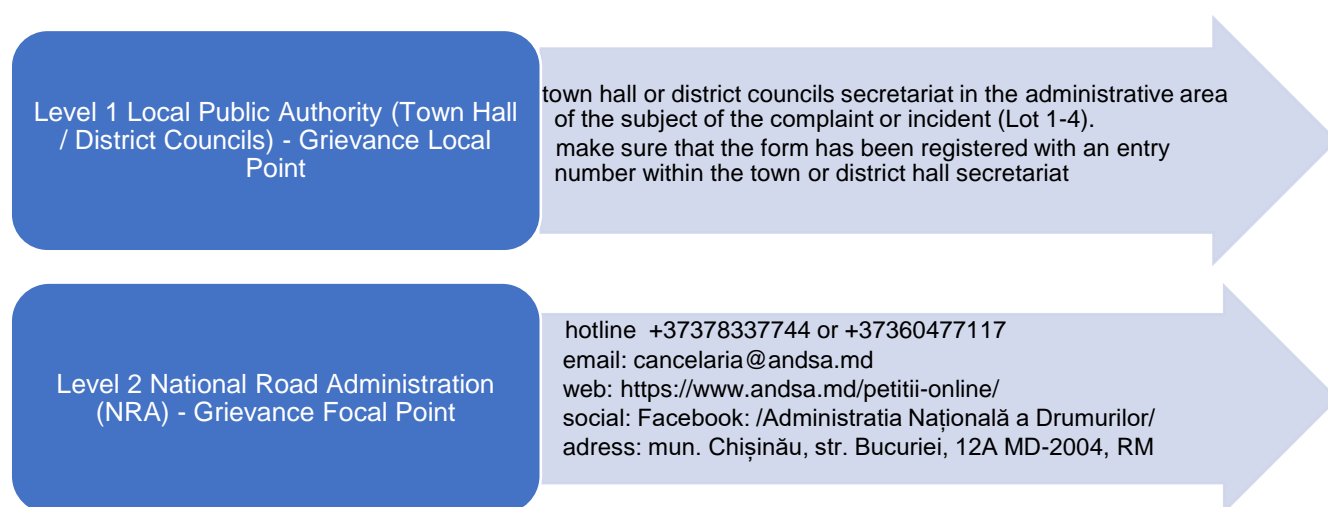 Level 1 Local Public Authority (Town Hall
/ District Councils) - Grievance Local
Point
town hall or district councils secretariat in the administrative area
of the subject of the complaint or incident (Lot 1-4).
make sure that the form has been registered with an entry
number within the town or district hall secretariat
Level 2 National Road Administration
(NRA) - Grievance Focal Point
hotline +37378337744 or +37360477117
email: cancelaria@andsa.md
web: https://www.andsa.md/petitii-online/
social: Facebook: /Administratia Națională a Drumurilor/
adress: mun. Chișinău, str. Bucuriei, 12A MD-2004, RM